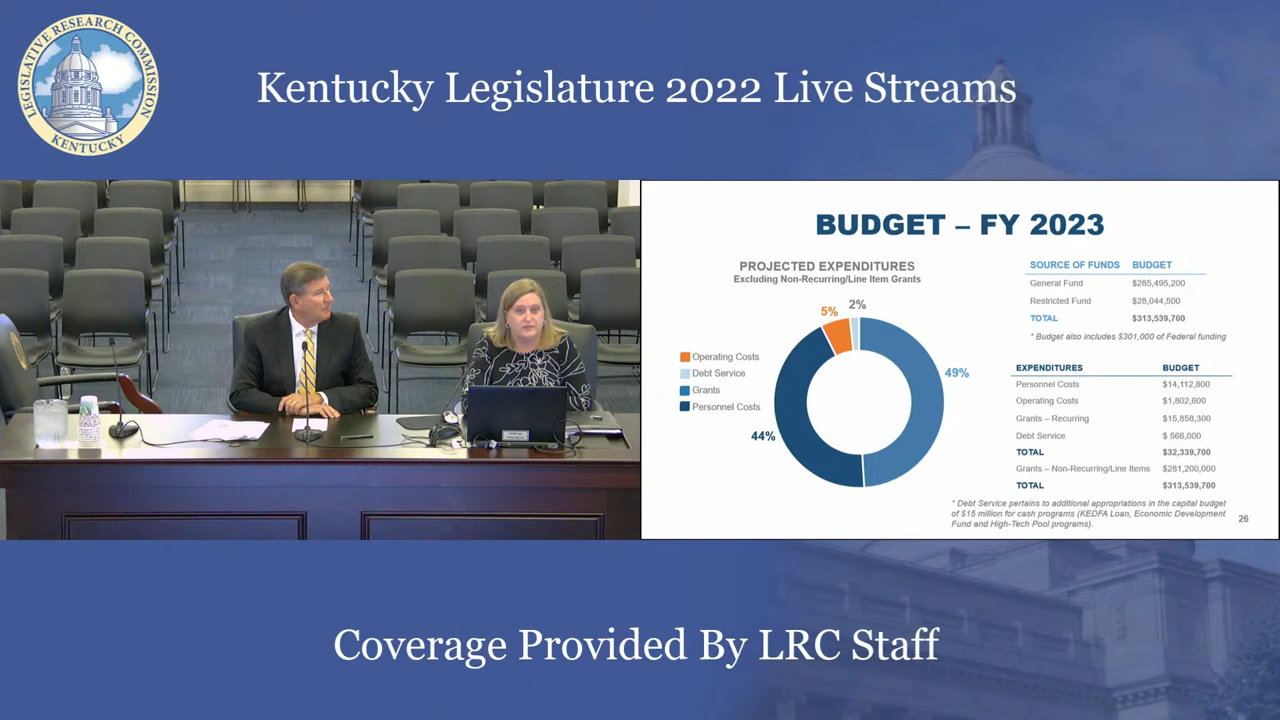 LEGISLATIVE RESEARCH COMMISSION
KENTUCKY
Kentucky Legislature 2022 Live Streams
BUDGET – FY 2023
PROJECTED EXPENDITURES
Excluding Non-Recurring/Line Item Grants
5%
2%
49%
44%
Operating Costs
Debt Service
Grants
Personnel Costs
SOURCE OF FUNDS BUDGET
General Fund $285,495,200
Restricted Fund $28,044,500
TOTAL $313,539,700
* Budget also includes $301,000 of Federal funding
EXPENDITURES BUDGET
Personnel Costs $14,112,800
Operating Costs $1,802,600
Grants – Recurring $15,858,300
Debt Service $ 566,000
TOTAL $32,339,700
Grants – Non-Recurring/Line Items $281,200,000
TOTAL $313,539,700
* Debt Service pertains to additional appropriations in the capital budget
of $15 million for cash programs (KEDFA Loan, Economic Development
Fund and High-Tech Pool programs).
26
Coverage Provided By LRC Staff